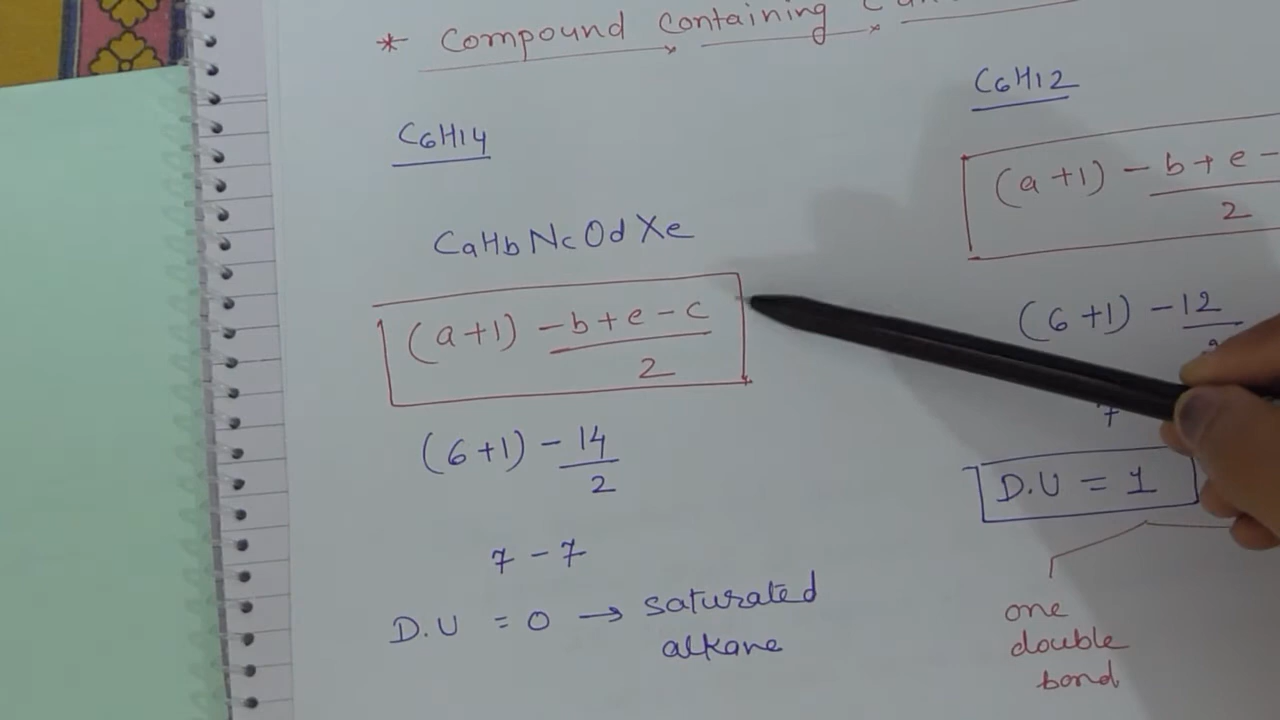 * Compound Containing
C6H14
CaHbNcOdXe
(a+1) - b+e-c
2
(6+1) - 14
2
7 - 7
D.U = 0 → saturated
alkane
C6H12
(a+1) - b+e-
2
(6+1) - 12
2
7
D.U = 1
one
double
bond